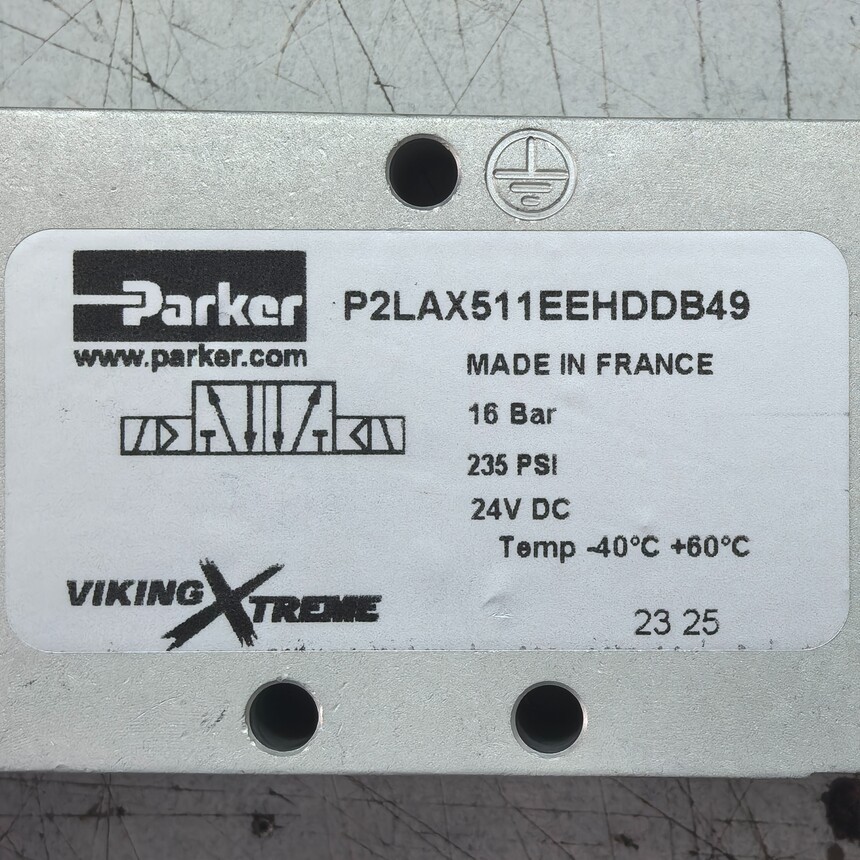 Parker
www.parker.com
P2LAX511EEHDDB49
MADE IN FRANCE
16 Bar
235 PSI
24V DC
Temp -40°C +60°C
VIKING XTREME
23 25